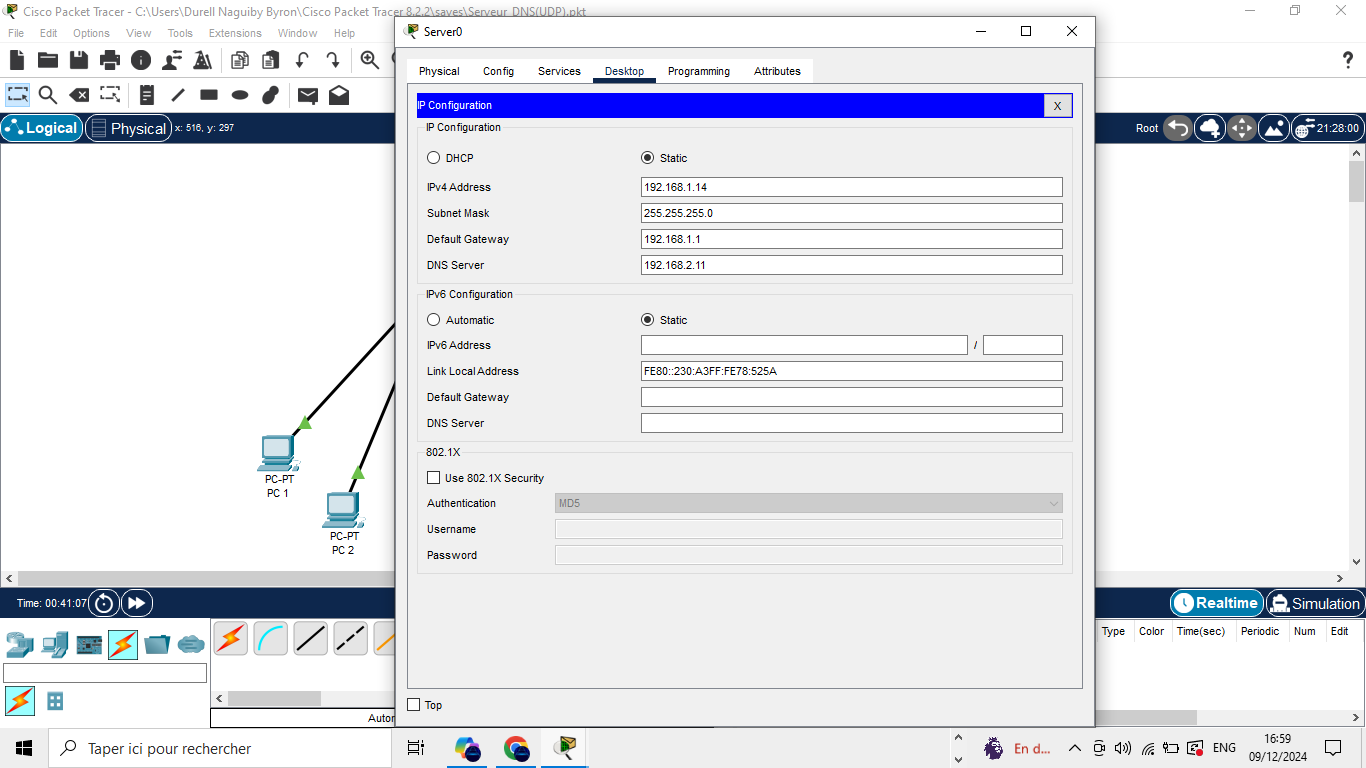 Cisco Packet Tracer - C:\Users\Durell Naguiby Byron\Cisco Packet Tracer 8.2.2\saves\Serveur_DNS(UDP).pkt
File Edit Options View Tools Extensions Window Help
Server0
Physical Config Services Desktop Programming Attributes
Logical Physical x: 516, y: 297
Root 21:28:00
IP Configuration X
IP Configuration
DHCP Static
IPv4 Address 192.168.1.14
Subnet Mask 255.255.255.0
Default Gateway 192.168.1.1
DNS Server 192.168.2.11
IPv6 Configuration
Automatic Static
IPv6 Address /
Link Local Address FE80::230:A3FF:FE78:525A
Default Gateway
DNS Server
802.1X
Use 802.1X Security
Authentication MD5
Username
Password
Top
PC-PT
PC 1
PC-PT
PC 2
Time: 00:41:07
Realtime Simulation
Type Color Time(sec) Periodic Num Edit
Taper ici pour rechercher
En d...
ENG
16:59
09/12/2024